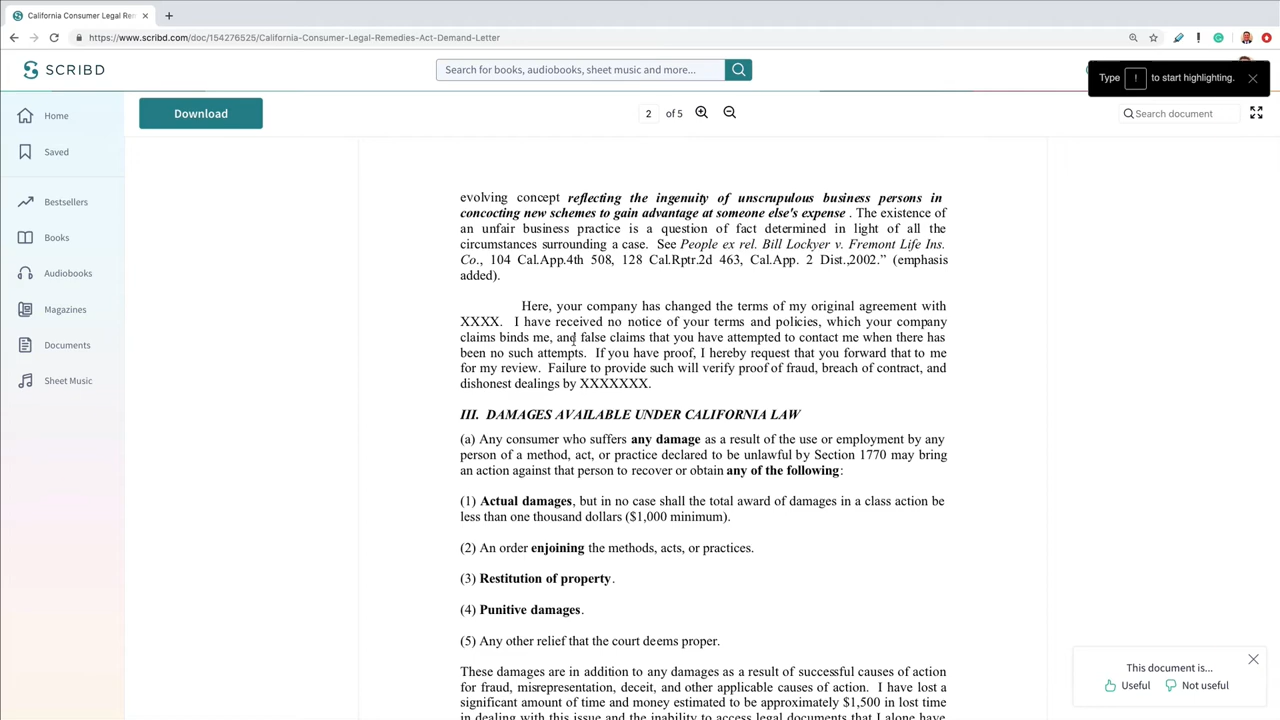 California Consumer Legal Rem
https://www.scribd.com/doc/154276525/California-Consumer-Legal-Remedies-Act-Demand-Letter
SCRIBD
Search for books, audiobooks, sheet music and more...
Type ! to start highlighting.
Home
Saved
Bestsellers
Books
Audiobooks
Magazines
Documents
Sheet Music
Download
2 of 5
Search document
evolving concept reflecting the ingenuity of unscrupulous business persons in
concocting new schemes to gain advantage at someone else's expense . The existence of
an unfair business practice is a question of fact determined in light of all the
circumstances surrounding a case. See People ex rel. Bill Lockyer v. Fremont Life Ins.
Co., 104 Cal.App.4th 508, 128 Cal.Rptr.2d 463, Cal.App. 2 Dist.,2002.” (emphasis
added).
Here, your company has changed the terms of my original agreement with
XXXX. I have received no notice of your terms and policies, which your company
claims binds me, and false claims that you have attempted to contact me when there has
been no such attempts. If you have proof, I hereby request that you forward that to me
for my review. Failure to provide such will verify proof of fraud, breach of contract, and
dishonest dealings by XXXXXXX.
III. DAMAGES AVAILABLE UNDER CALIFORNIA LAW
(a) Any consumer who suffers any damage as a result of the use or employment by any
person of a method, act, or practice declared to be unlawful by Section 1770 may bring
an action against that person to recover or obtain any of the following:
(1) Actual damages, but in no case shall the total award of damages in a class action be
less than one thousand dollars ($1,000 minimum).
(2) An order enjoining the methods, acts, or practices.
(3) Restitution of property.
(4) Punitive damages.
(5) Any other relief that the court deems proper.
These damages are in addition to any damages as a result of successful causes of action
for fraud, misrepresentation, deceit, and other applicable causes of action. I have lost a
significant amount of time and money estimated to be approximately $1,500 in lost time
in dealing with this issue and the inability to access legal documents that I alone have
This document is...
Useful
Not useful